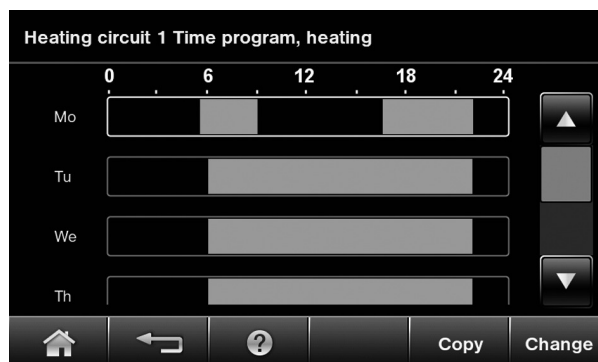 Heating circuit 1 Time program, heating
0 6 12 18 24
Mo
Tu
We
Th
? Copy Change